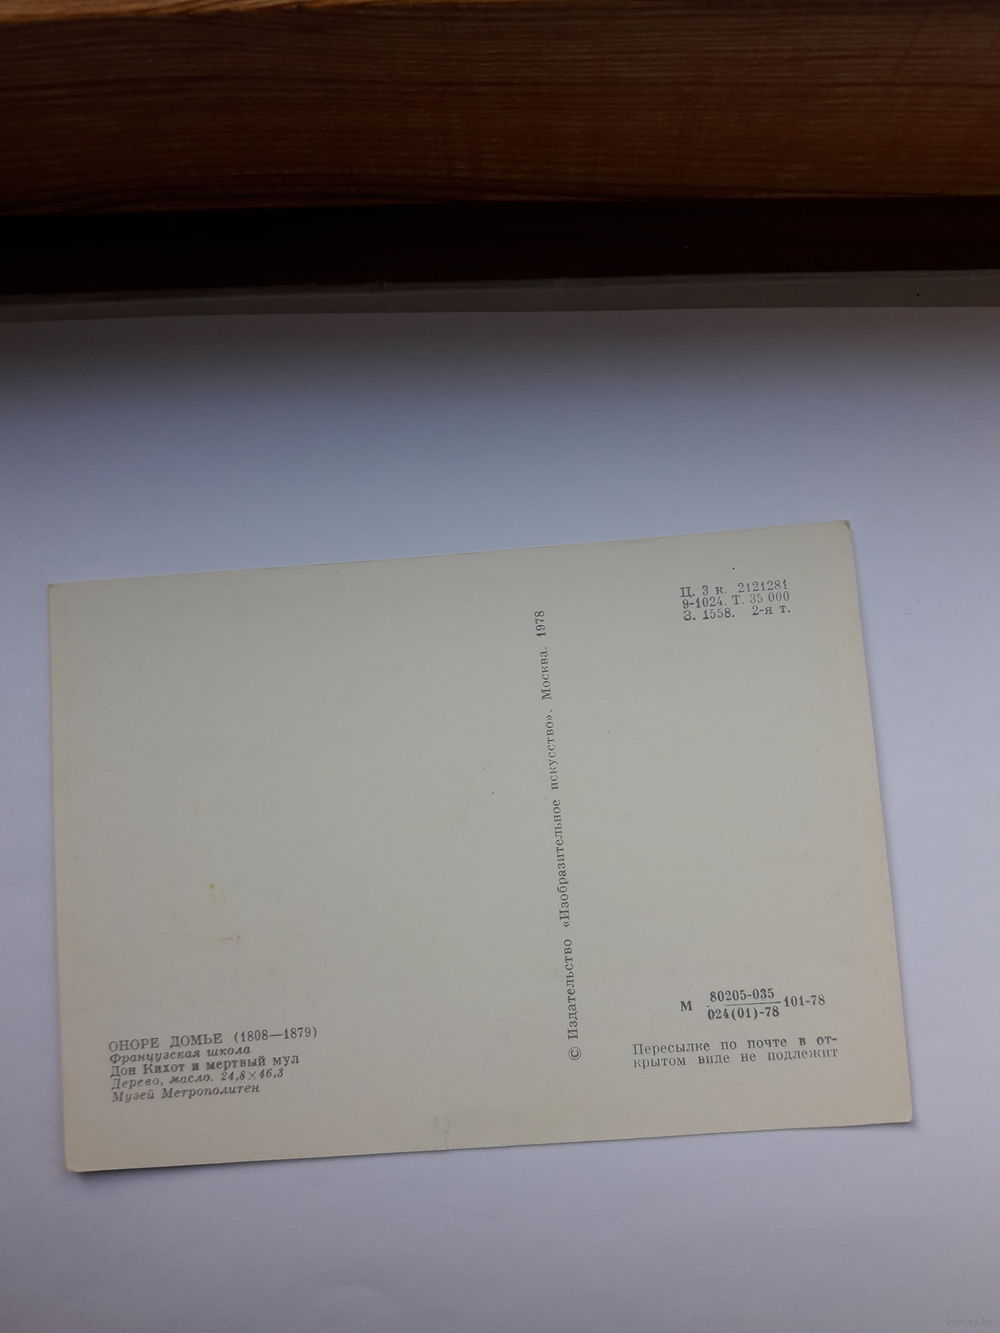 Ц. 3 к. 2121281
9-1024. Т. 35 000
З. 1558. 2-я т.
© Издательство «Изобразительное искусство». Москва. 1978
ОНОРЕ ДОМЬЕ (1808—1879)
Французская школа
Дон Кихот и мертвый мул
Дерево, масло. 24,8×46,3
Музей Метрополитен
М 80205-035 101-78
024(01)-78
Пересылке по почте в от-
крытом виде не подлежит